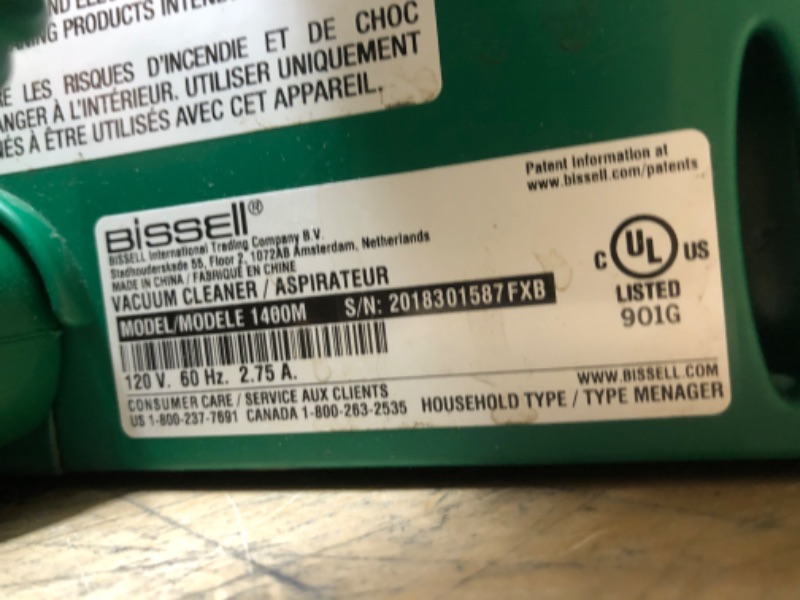 NG PRODUCTS
LES RISQUES D'INCENDIE ET DE CHOC
À L'INTÉRIEUR. UTILISER UNIQUEMENT
À ÊTRE UTILISÉS AVEC CET APPAREIL.
Patent Information at
www.bissell.com/patents
BISSELL®
BISSELL International Trading Company B.V.
Stadhouderskade 55, Floor 2, 1072AB Amsterdam, Netherlands
MADE IN CHINA / FABRIQUÉ EN CHINE
VACUUM CLEANER / ASPIRATEUR
MODEL/MODELE 1400M S/N: 2018301587FXB
C UL US
LISTED
901G
120 V. 60 Hz. 2.75 A.
WWW.BISSELL.COM
CONSUMER CARE / SERVICE AUX CLIENTS
US 1-800-237-7691 CANADA 1-800-263-2535 HOUSEHOLD TYPE / TYPE MENAGER